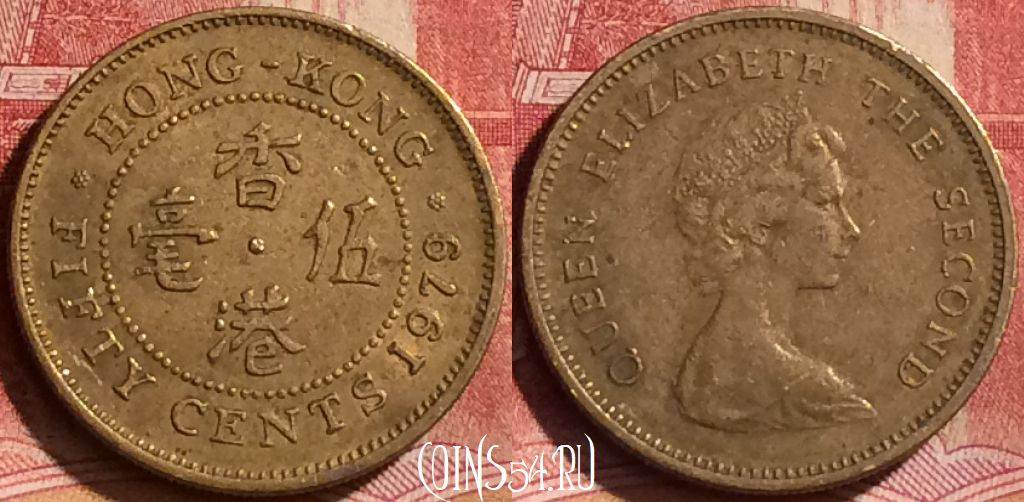 HONG - KONG
香港
伍毫
FIFTY CENTS 1979
QUEEN ELIZABETH THE SECOND
COINS54.RU